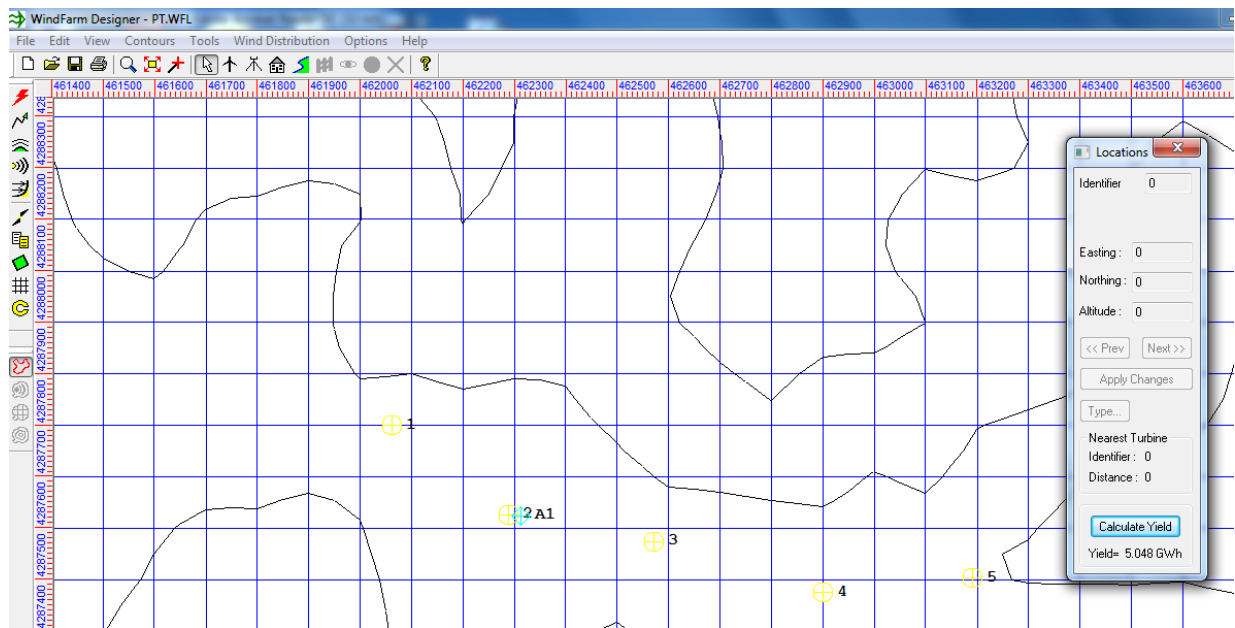 WindFarm Designer - PT.WFL
File Edit View Contours Tools Wind Distribution Options Help
461400 461500 461600 461700 461800 461900 462000 462100 462200 462300 462400 462500 462600 462700 462800 462900 463000 463100 463200 463300 463400 463500 463600
428
4288300
4288200
4288100
4288000
4287900
4287800
4287700
4287600
4287500
4287400
1
2 A1
3
4
5
Locations
Identifier 0
Easting : 0
Northing : 0
Altitude : 0
<< Prev Next >>
Apply Changes
Type...
Nearest Turbine
Identifier : 0
Distance : 0
Calculate Yield
Yield= 5.048 GWh